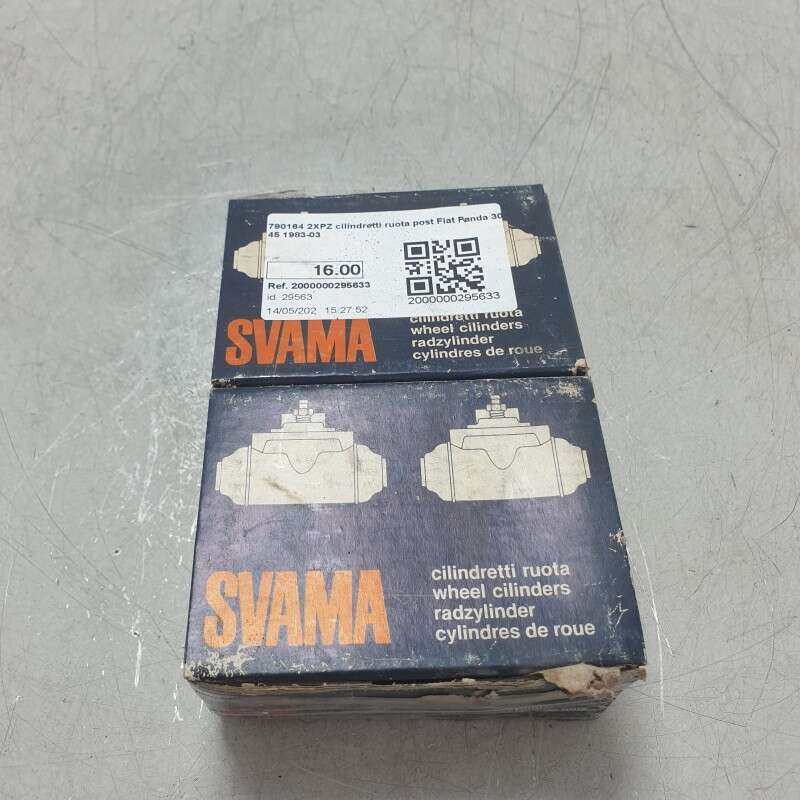 790164 2XPZ cilindretti ruota post Fiat Panda 30
45 1983-03
16.00
Ref. 2000000295633
id: 29563
14/05/202 15:27:52
2000000295633
SVAMA
cilindretti ruota
wheel cilinders
radzylinder
cylindres de roue
SVAMA
cilindretti ruota
wheel cilinders
radzylinder
cylindres de roue